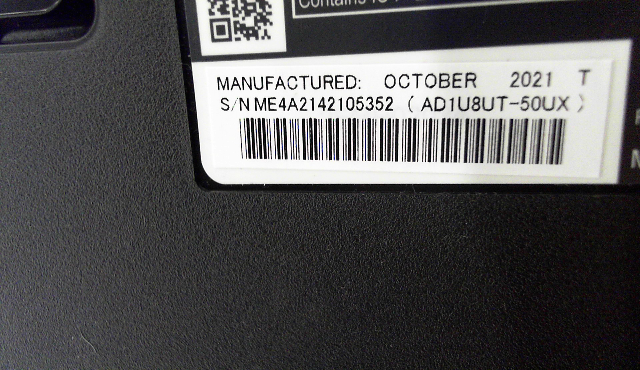 Contains
MANUFACTURED: OCTOBER 2021 T
S/N ME4A2142105352 ( AD1U8UT-50UX )